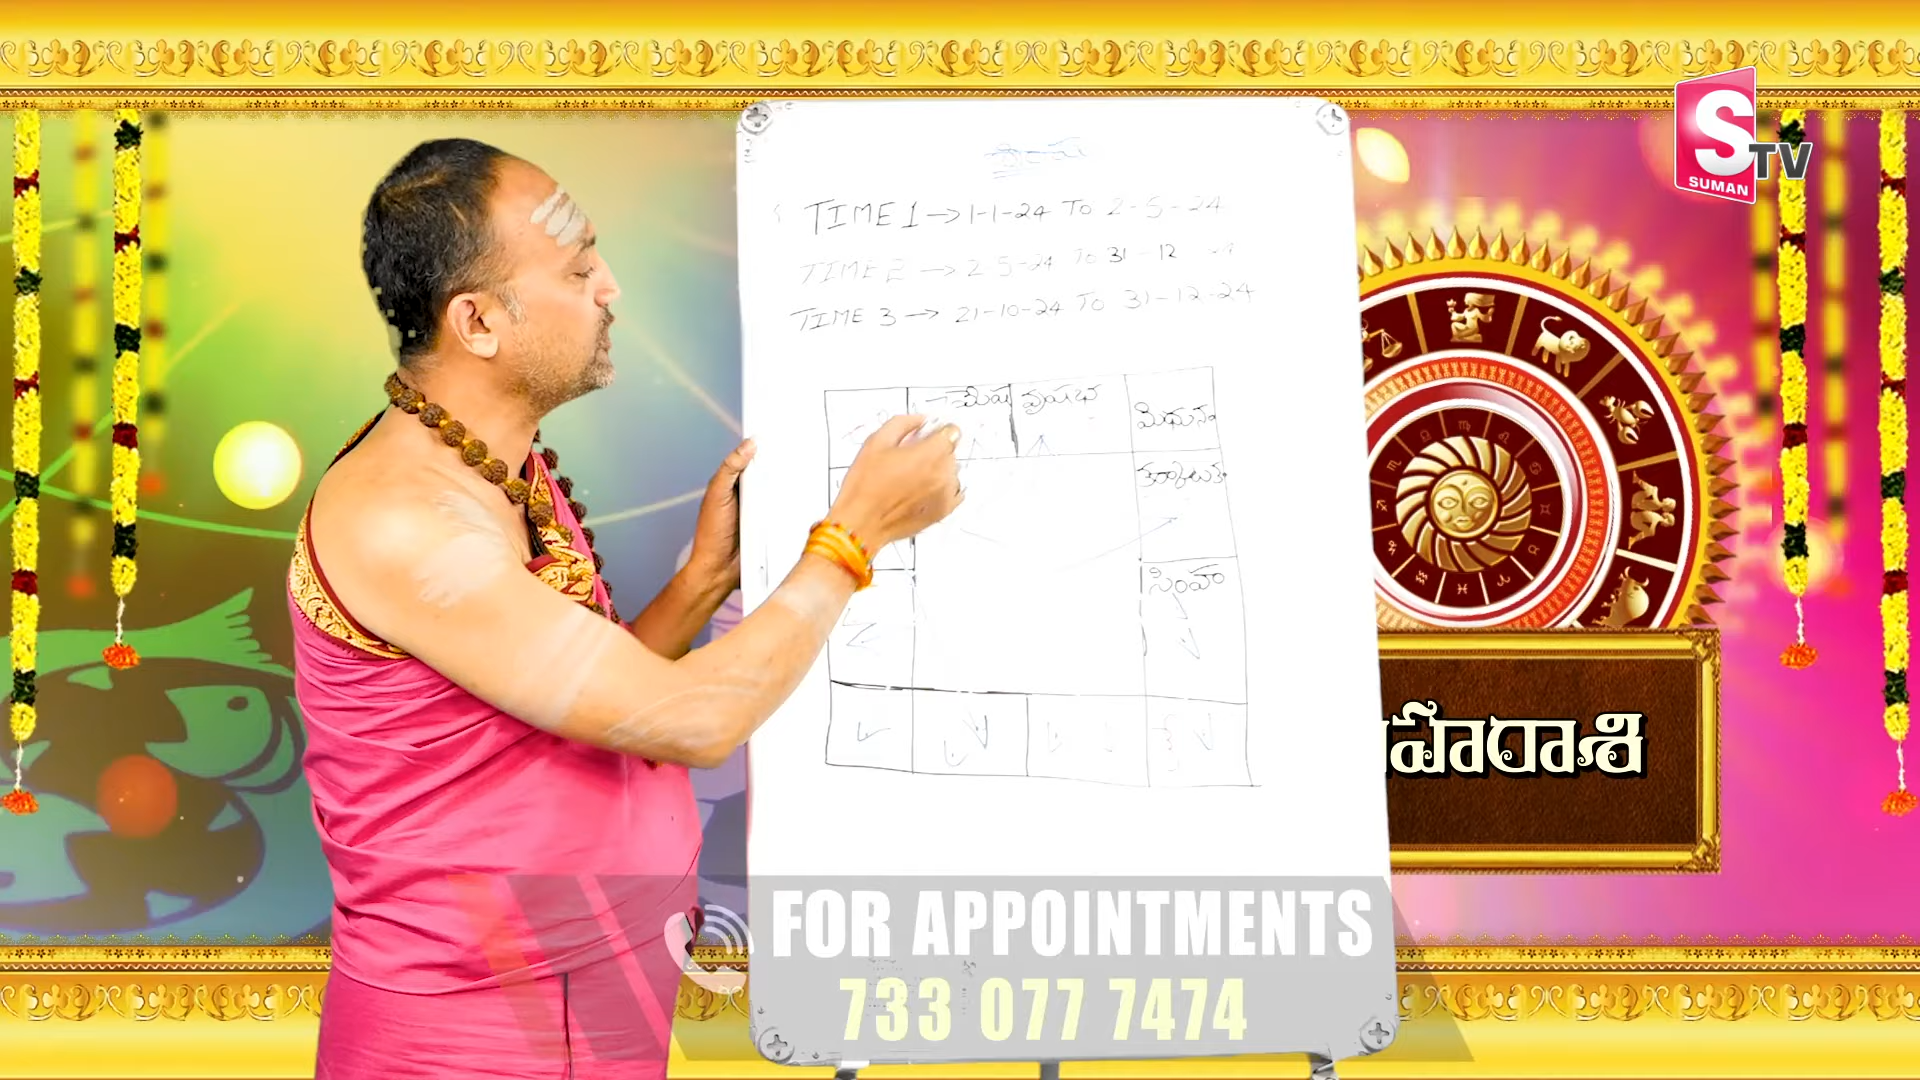 S
TV
SUMAN
TIME 1 → 1-1-24 TO 2-5-24
TIME 2 → 2-5-24 TO 31-12
TIME 3 → 21-10-24 TO 31-12-24
మేష వృషభ
మిథునం
కర్కాటకం
సింహం
హరాశి
FOR APPOINTMENTS
733 077 7474